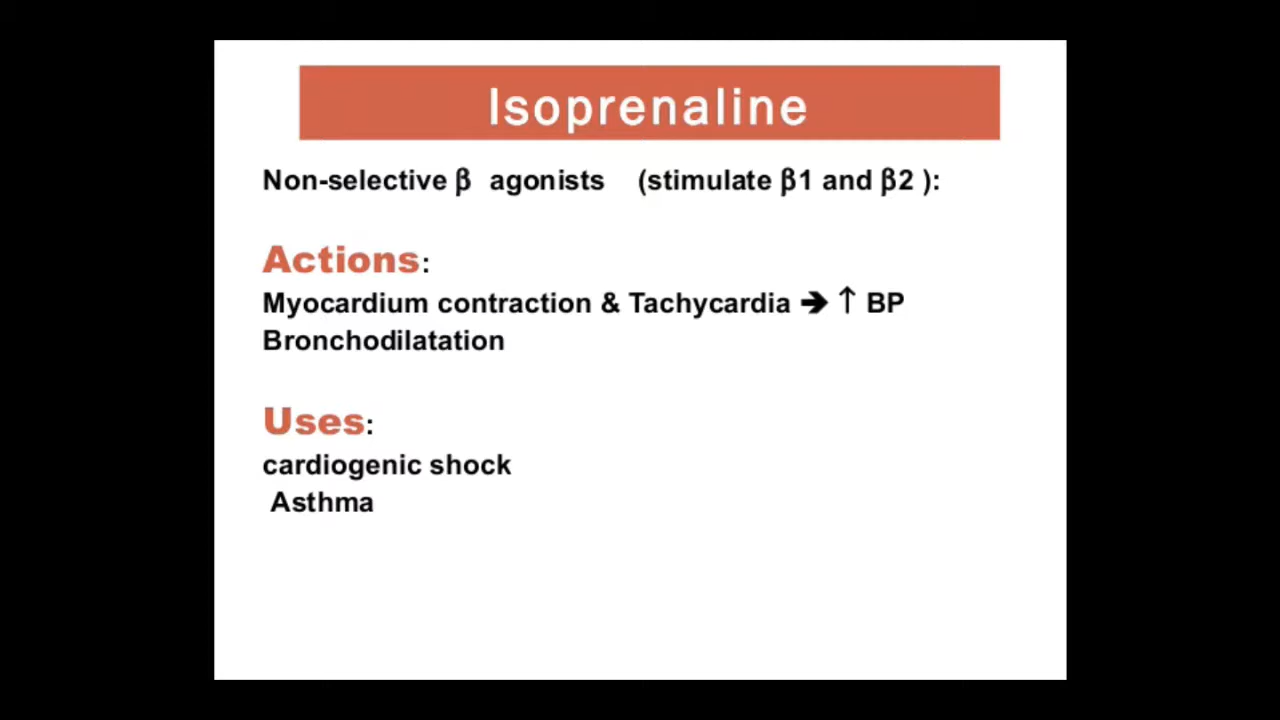 Isoprenaline
Non-selective β agonists (stimulate β1 and β2 ):
Actions:
Myocardium contraction & Tachycardia ➔ ↑ BP
Bronchodilatation
Uses:
cardiogenic shock
Asthma